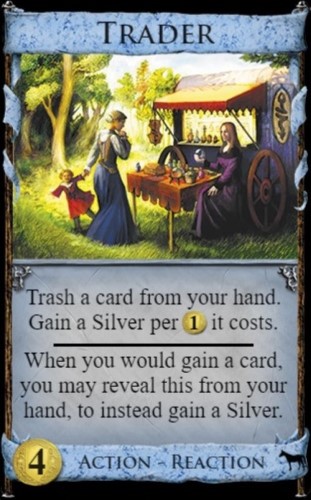 TRADER
Trash a card from your hand.
Gain a Silver per 1 it costs.
When you would gain a card,
you may reveal this from your
hand, to instead gain a Silver.
4 ACTION - REACTION